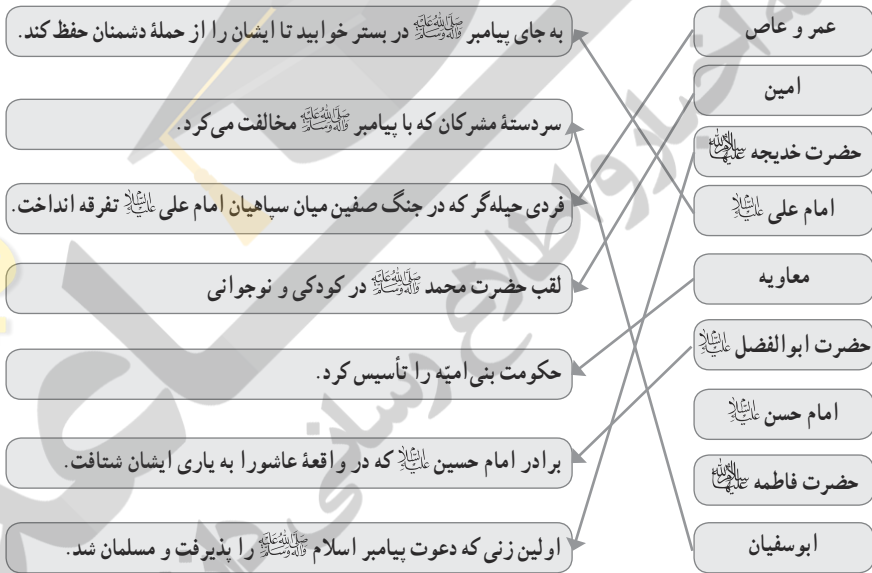 عمر و عاص
امین
حضرت خدیجه علیها‌السلام
امام علی علیه‌السلام
معاویه
حضرت ابوالفضل علیه‌السلام
امام حسن علیه‌السلام
حضرت فاطمه علیها‌السلام
ابوسفیان
به جای پیامبر ﷺ در بستر خوابید تا ایشان را از حملهٔ دشمنان حفظ کند.
سردستهٔ مشرکان که با پیامبر ﷺ مخالفت می‌کرد.
فردی حیله‌گر که در جنگ صفین میان سپاهیان امام علی علیه‌السلام تفرقه انداخت.
لقب حضرت محمد ﷺ در کودکی و نوجوانی
حکومت بنی‌امیّه را تأسیس کرد.
برادر امام حسین علیه‌السلام که در واقعهٔ عاشورا به یاری ایشان شتافت.
اولین زنی که دعوت پیامبر اسلام ﷺ را پذیرفت و مسلمان شد.